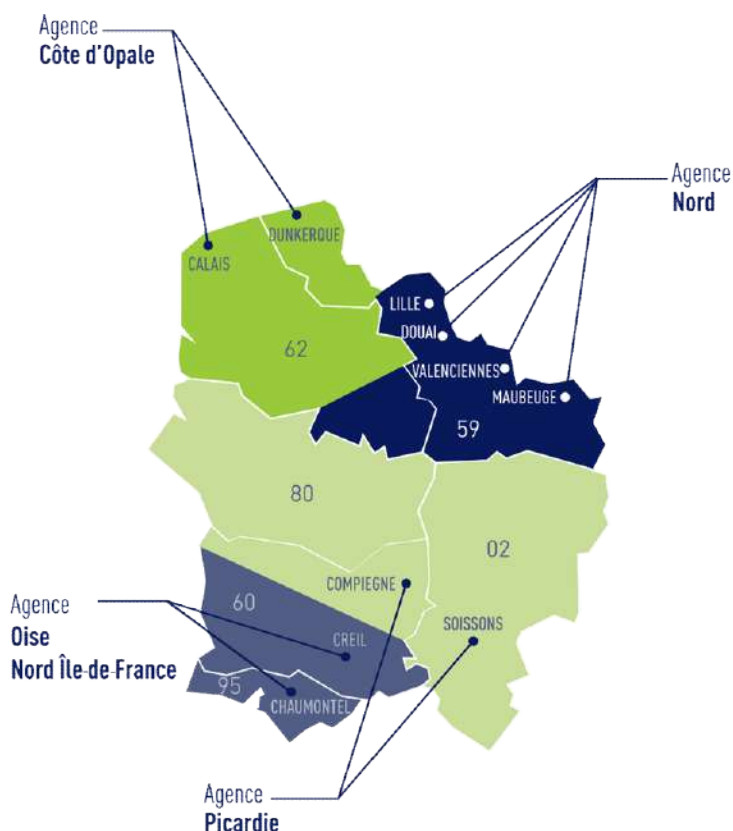 Agence
Côte d'Opale
Agence
Nord
DUNKERQUE
CALAIS
LILLE
DOUAI
62
VALENCIENNES
MAUBEUGE
59
80
02
COMPIEGNE
Agence
Oise
Nord Île-de-France
60
SOISSONS
CREIL
95
CHAUMONTEL
Agence
Picardie